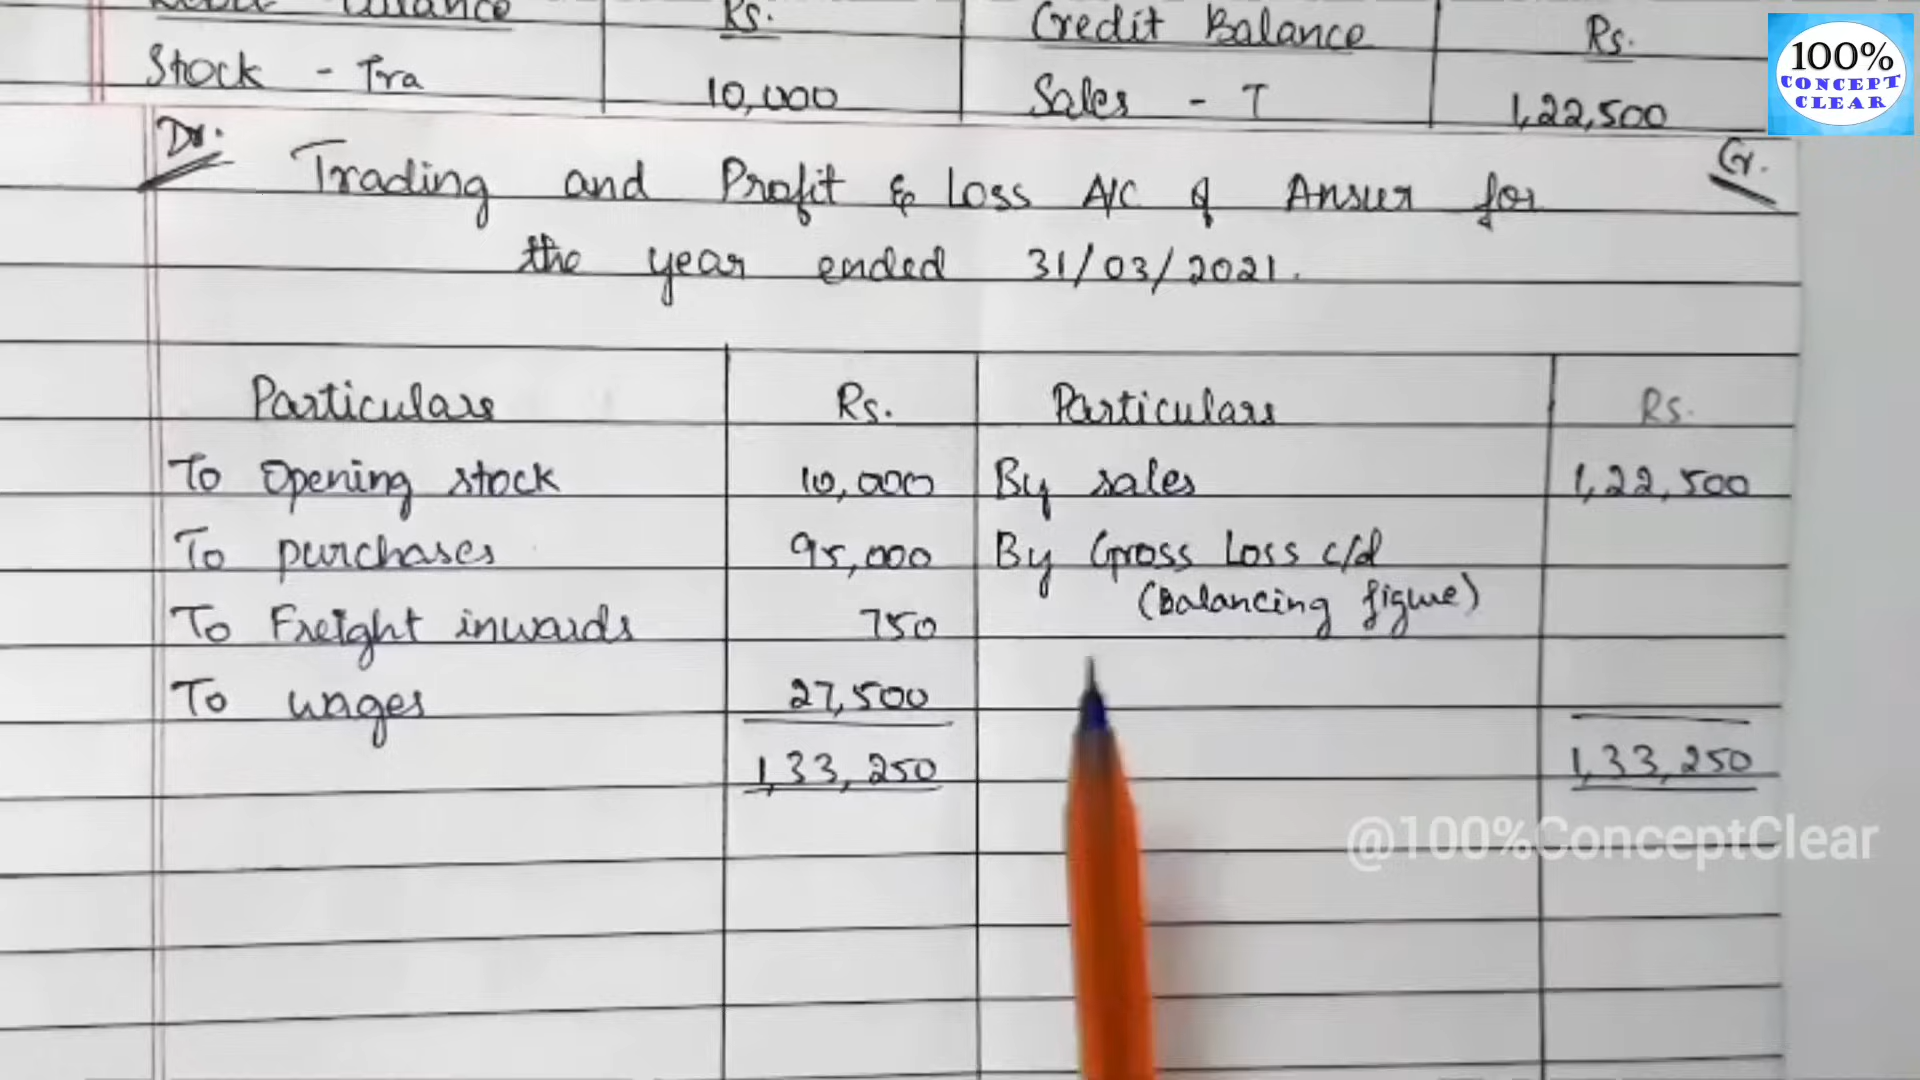 Balance Rs. Credit Balance Rs.
Stock - Tra 10,000 Sales - T 1,22,500
100%
CONCEPT
CLEAR
Dr. Cr.
Trading and Profit & Loss A/C of Ansur for
the year ended 31/03/2021.
Particulars Rs. Particulars Rs.
To Opening stock 10,000 By sales 1,22,500
To purchases 95,000 By Gross Loss c/d
(Balancing figure)
To Freight inwards 750
To wages 27,500
1,33,250 1,33,250
@100%ConceptClear